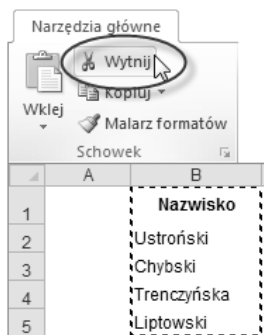 Narzędzia główne
Wytnij
Kopiuj
Wklej
Malarz formatów
Schowek
A B
1 Nazwisko
2 Ustroński
3 Chybski
4 Trenczyńska
5 Liptowski